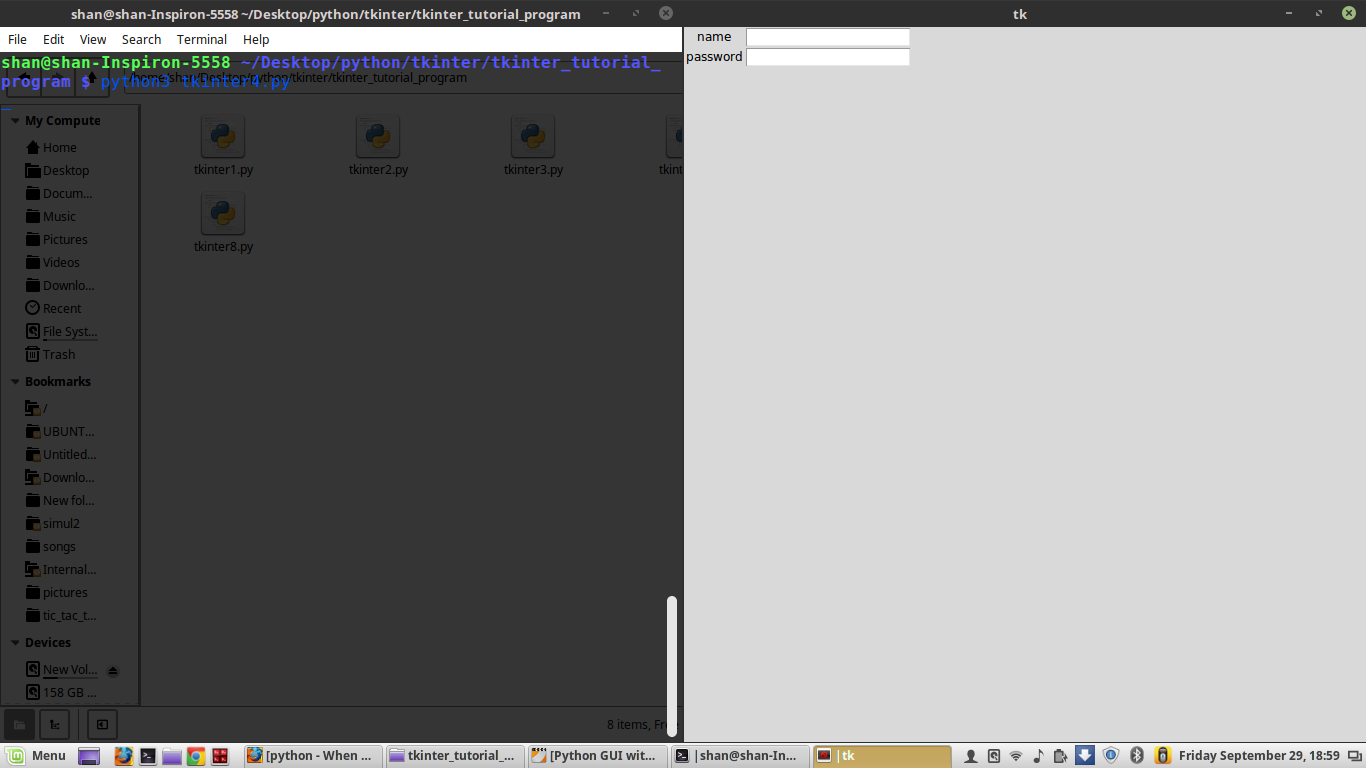 shan@shan-Inspiron-5558 ~/Desktop/python/tkinter/tkinter_tutorial_program
tk
File Edit View Search Terminal Help
name
password
shan@shan-Inspiron-5558 ~/Desktop/python/tkinter/tkinter_tutorial_
program $ python3 tkinter4.py
/home/shan/Desktop/python/tkinter/tkinter_tutorial_program
My Compute
Home
Desktop
Docum...
Music
Pictures
Videos
Downlo...
Recent
File Syst...
Trash
Bookmarks
/
UBUNT...
Untitled...
Downlo...
New fol...
simul2
songs
Internal...
pictures
tic_tac_t...
Devices
New Vol...
158 GB ...
tkinter1.py
tkinter2.py
tkinter3.py
tkint
tkinter8.py
8 items, Fre
Menu
[python - When ...
tkinter_tutorial_...
[Python GUI wit...
|shan@shan-In...
|tk
Friday September 29, 18:59